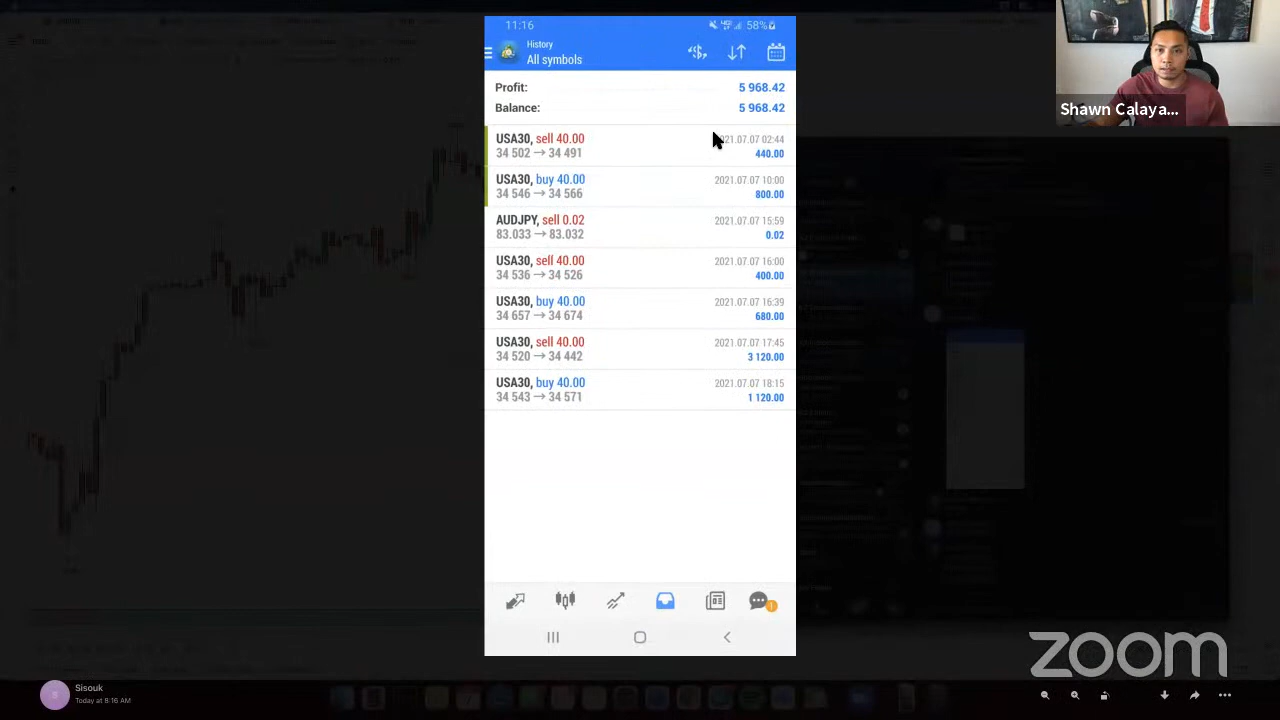 11:16
58%
History
All symbols
Profit: 5 968.42
Balance: 5 968.42
USA30, sell 40.00
34 502 → 34 491
21.07.07 02:44
440.00
USA30, buy 40.00
34 546 → 34 566
2021.07.07 10:00
800.00
AUDJPY, sell 0.02
83.033 → 83.032
2021.07.07 15:59
0.02
USA30, sell 40.00
34 536 → 34 526
2021.07.07 16:00
400.00
USA30, buy 40.00
34 657 → 34 674
2021.07.07 16:39
680.00
USA30, sell 40.00
34 520 → 34 442
2021.07.07 17:45
3 120.00
USA30, buy 40.00
34 543 → 34 571
2021.07.07 18:15
1 120.00
Shawn Calaya...
zoom
S
Sisouk
Today at 8:16 AM